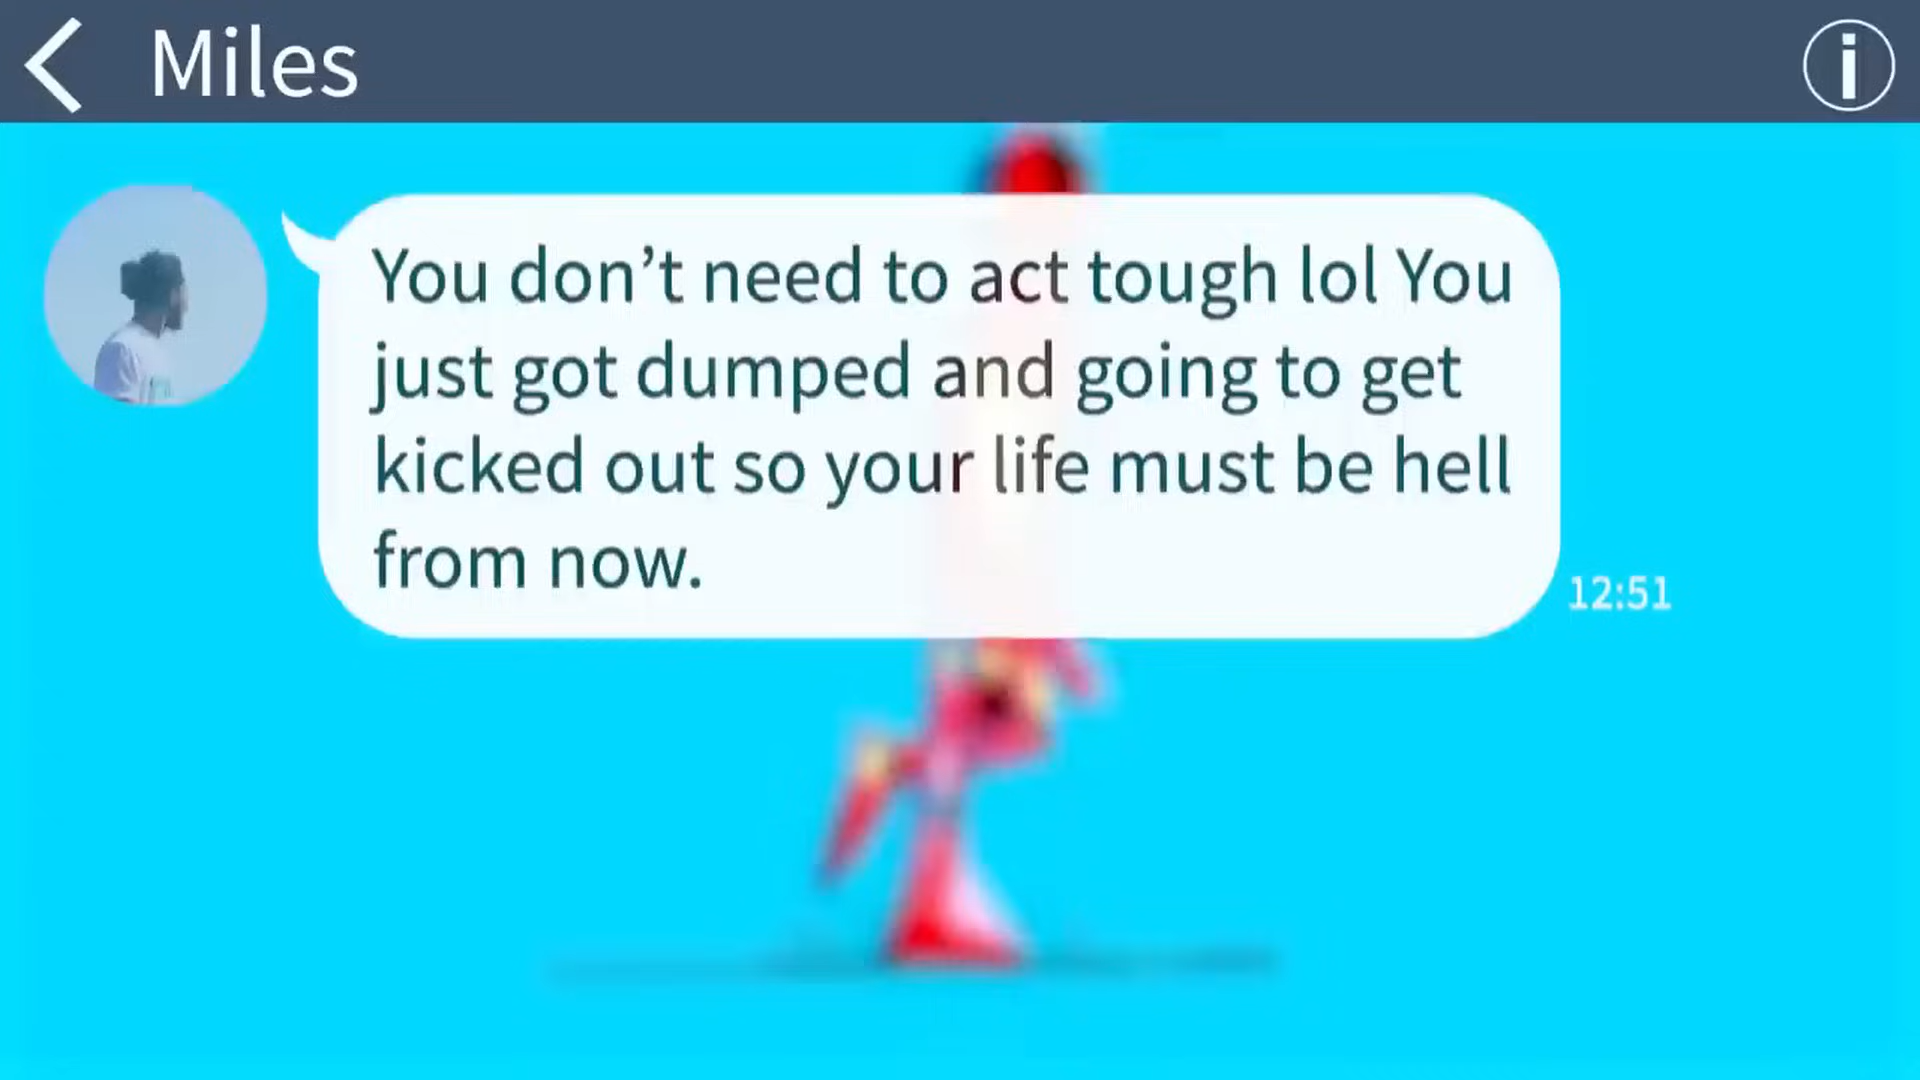 Miles
You don’t need to act tough lol You
just got dumped and going to get
kicked out so your life must be hell
from now.
12:51